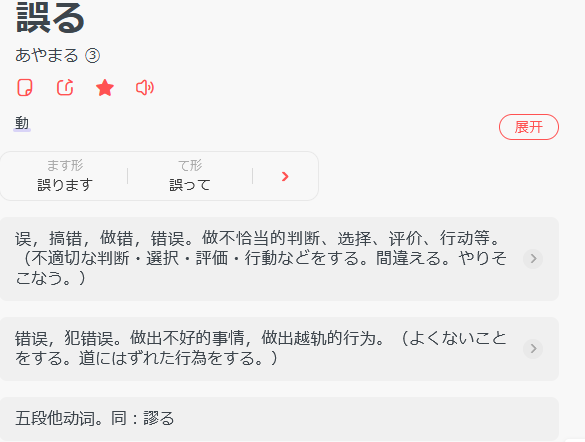 誤る
あやまる ③
動
展开
ます形
て形
誤ります
誤って
误，搞错，做错，错误。做不恰当的判断、选择、评价、行动等。
（不適切な判断・選択・評価・行動などをする。間違える。やりそ
こなう。）
错误，犯错误。做出不好的事情，做出越轨的行为。（よくないこと
をする。道にはずれた行為をする。）
五段他动词。同：謬る